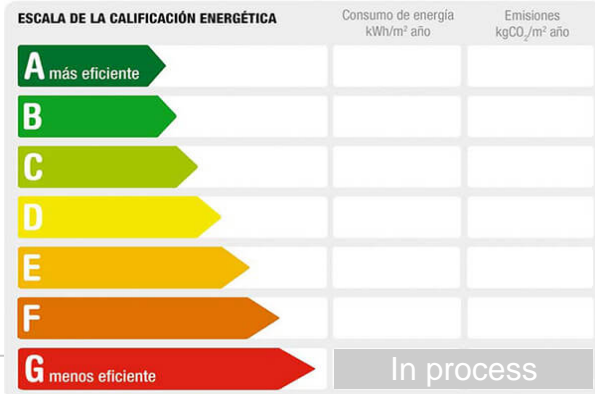 ESCALA DE LA CALIFICACIÓN ENERGÉTICA
Consumo de energía
kWh/m² año
Emisiones
kgCO₂/m² año
A más eficiente
B
C
D
E
F
G menos eficiente
In process